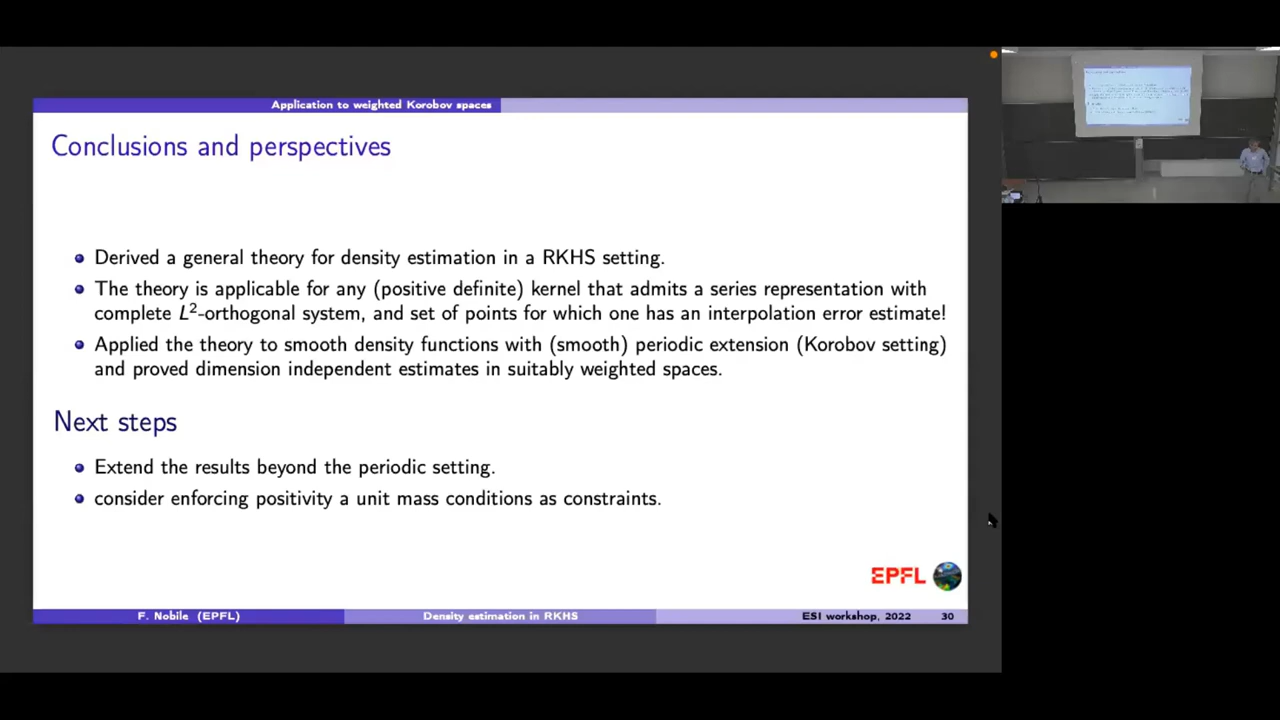 Application to weighted Korobov spaces
Conclusions and perspectives
Derived a general theory for density estimation in a RKHS setting.
The theory is applicable for any (positive definite) kernel that admits a series representation with
complete L²-orthogonal system, and set of points for which one has an interpolation error estimate!
Applied the theory to smooth density functions with (smooth) periodic extension (Korobov setting)
and proved dimension independent estimates in suitably weighted spaces.
Next steps
Extend the results beyond the periodic setting.
consider enforcing positivity a unit mass conditions as constraints.
EPFL
F. Nobile (EPFL) Density estimation in RKHS ESI workshop, 2022 30